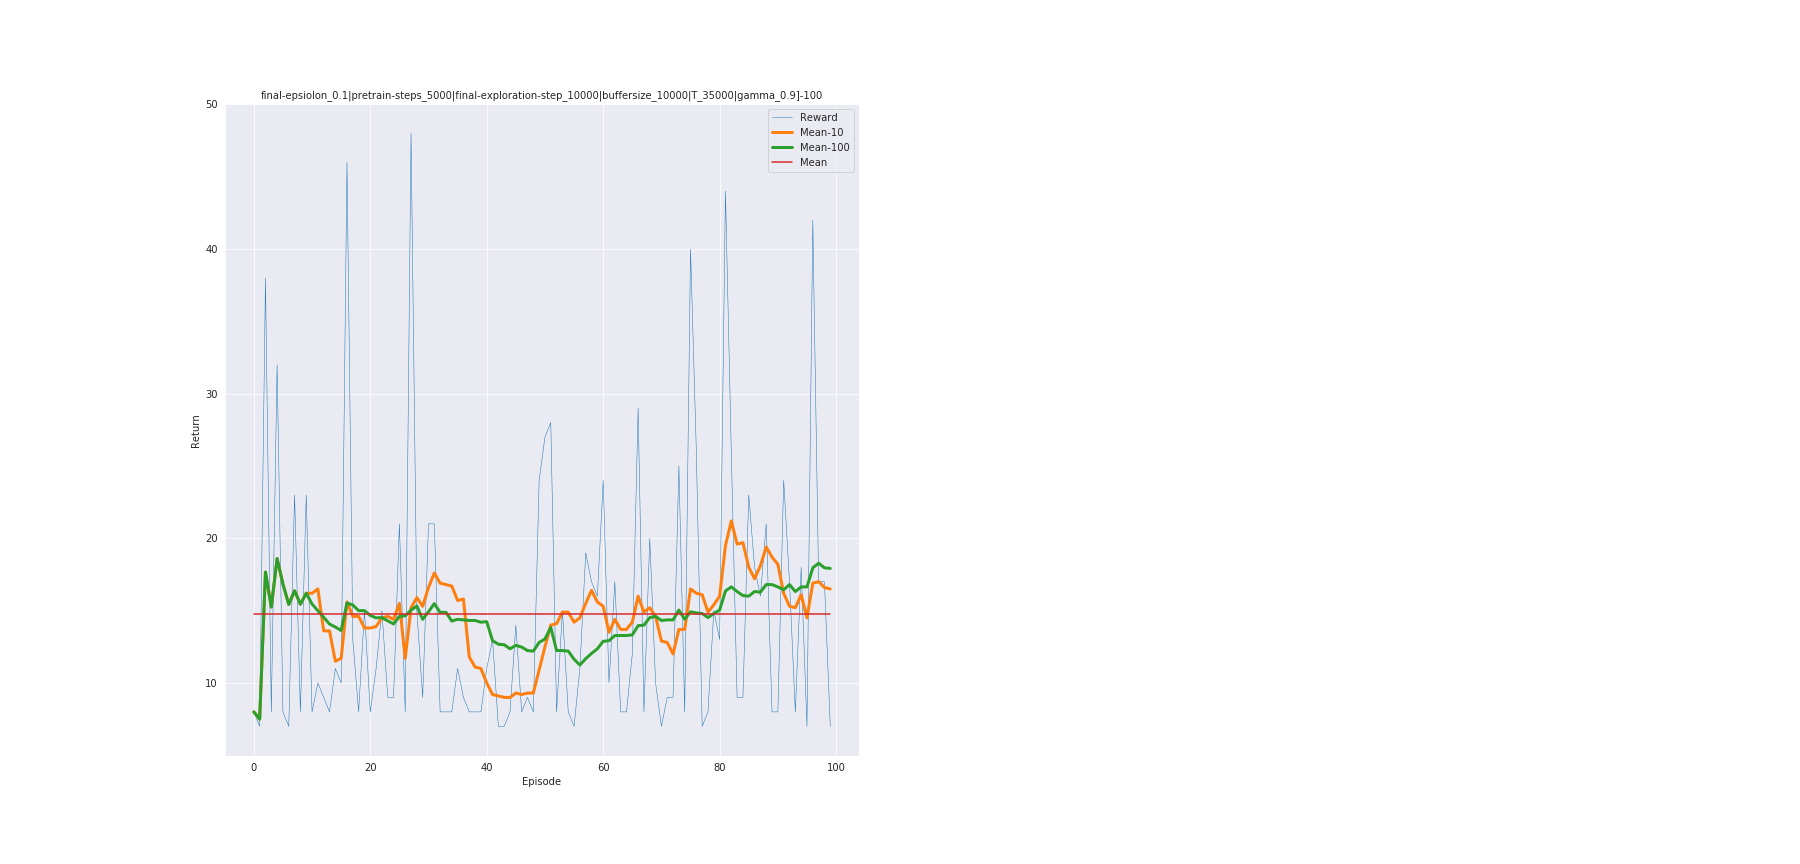 final-epsiolon_0.1|pretrain-steps_5000|final-exploration-step_10000|buffersize_10000|T_35000|gamma_0.9]-100
50
40
30
20
10
Return
Reward
Mean-10
Mean-100
Mean
0 20 40 60 80 100
Episode